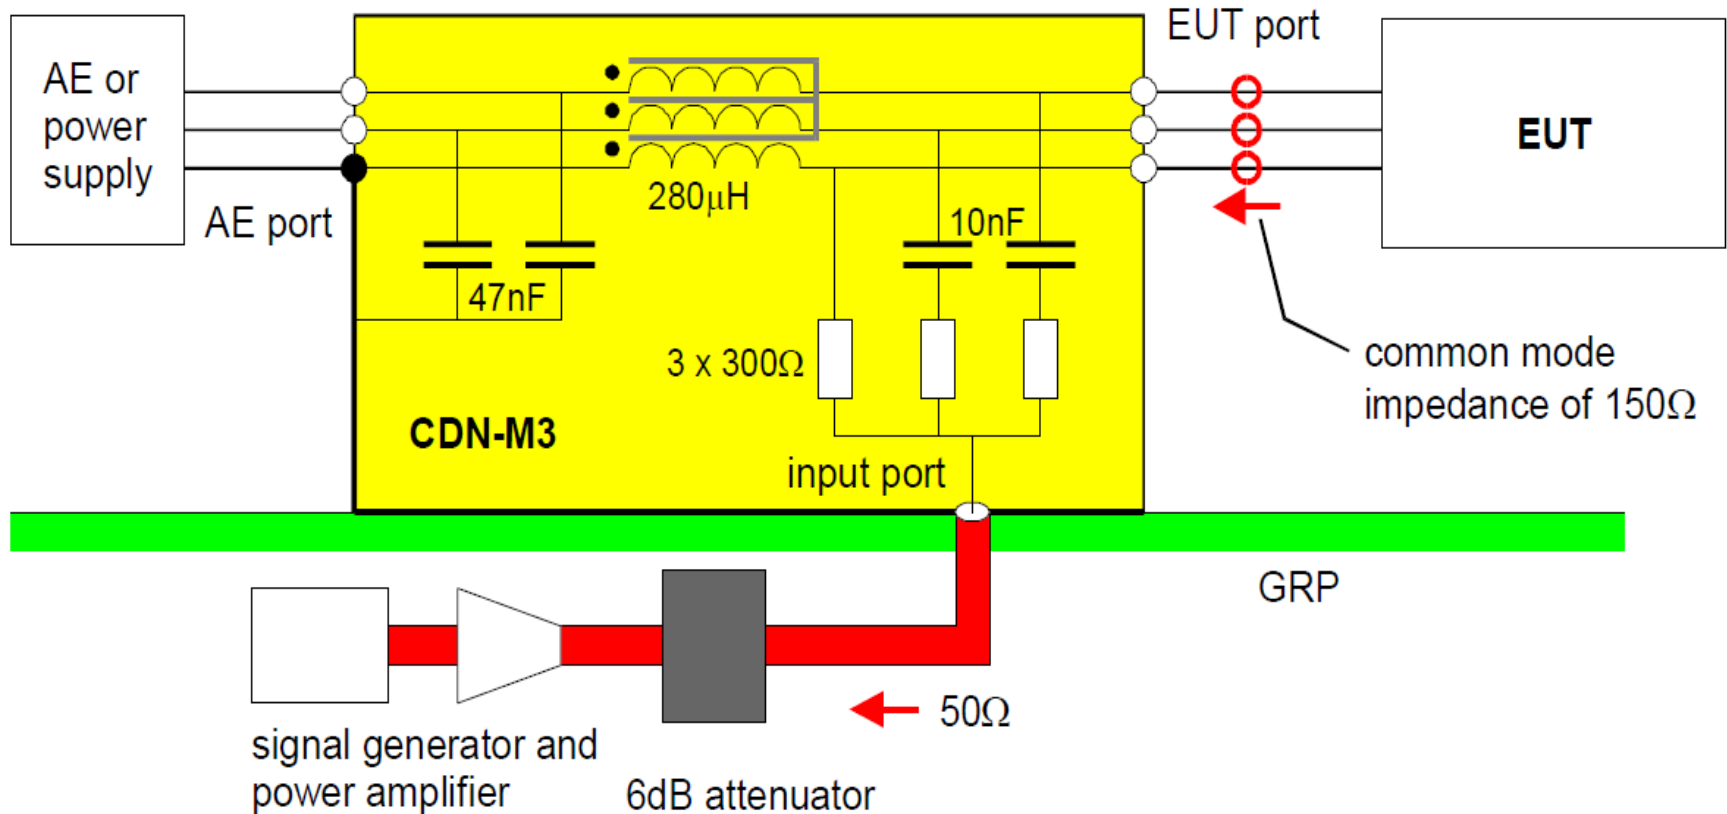 AE or
power
supply
AE port
EUT port
EUT
280µH
10nF
47nF
3 x 300Ω
CDN-M3
input port
common mode
impedance of 150Ω
GRP
50Ω
signal generator and
power amplifier
6dB attenuator